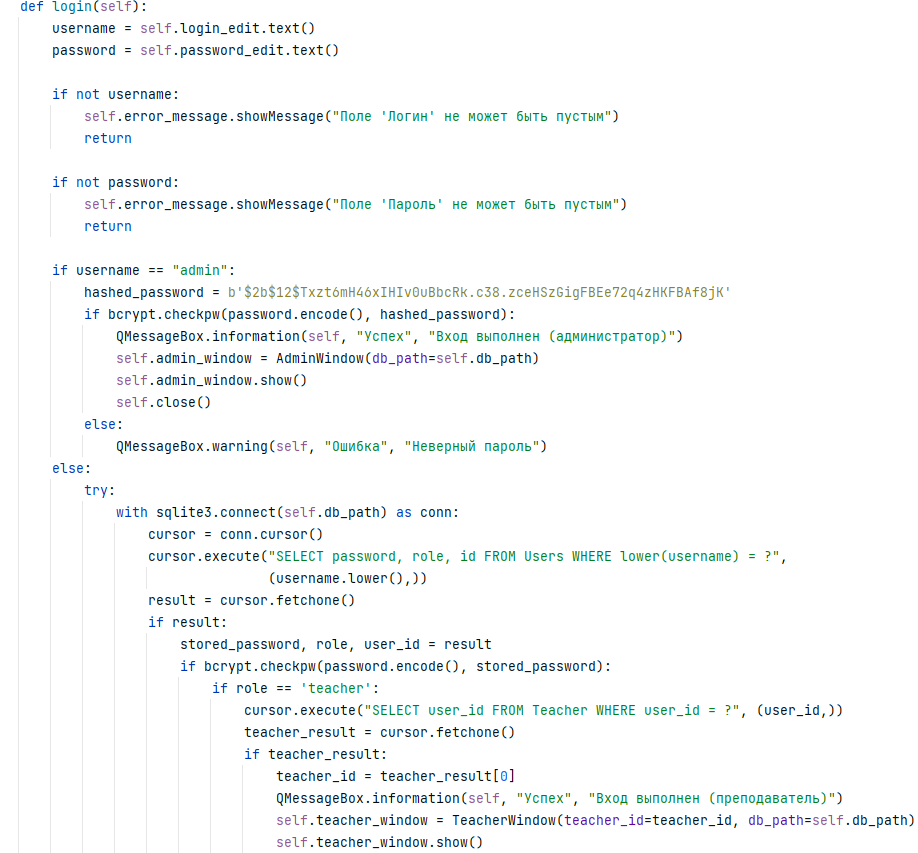 def login(self):
    username = self.login_edit.text()
    password = self.password_edit.text()

    if not username:
        self.error_message.showMessage("Поле 'Логин' не может быть пустым")
        return

    if not password:
        self.error_message.showMessage("Поле 'Пароль' не может быть пустым")
        return

    if username == "admin":
        hashed_password = b'$2b$12$Txzt6mH46xIHIv0uBbcRk.c38.zceHSzGigFBEe72q4zHKFBAf8jK'
        if bcrypt.checkpw(password.encode(), hashed_password):
            QMessageBox.information(self, "Успех", "Вход выполнен (администратор)")
            self.admin_window = AdminWindow(db_path=self.db_path)
            self.admin_window.show()
            self.close()
        else:
            QMessageBox.warning(self, "Ошибка", "Неверный пароль")
    else:
        try:
            with sqlite3.connect(self.db_path) as conn:
                cursor = conn.cursor()
                cursor.execute("SELECT password, role, id FROM Users WHERE lower(username) = ?",
                               (username.lower(),))
                result = cursor.fetchone()
                if result:
                    stored_password, role, user_id = result
                    if bcrypt.checkpw(password.encode(), stored_password):
                        if role == 'teacher':
                            cursor.execute("SELECT user_id FROM Teacher WHERE user_id = ?", (user_id,))
                            teacher_result = cursor.fetchone()
                            if teacher_result:
                                teacher_id = teacher_result[0]
                                QMessageBox.information(self, "Успех", "Вход выполнен (преподаватель)")
                                self.teacher_window = TeacherWindow(teacher_id=teacher_id, db_path=self.db_path)
                                self.teacher_window.show()